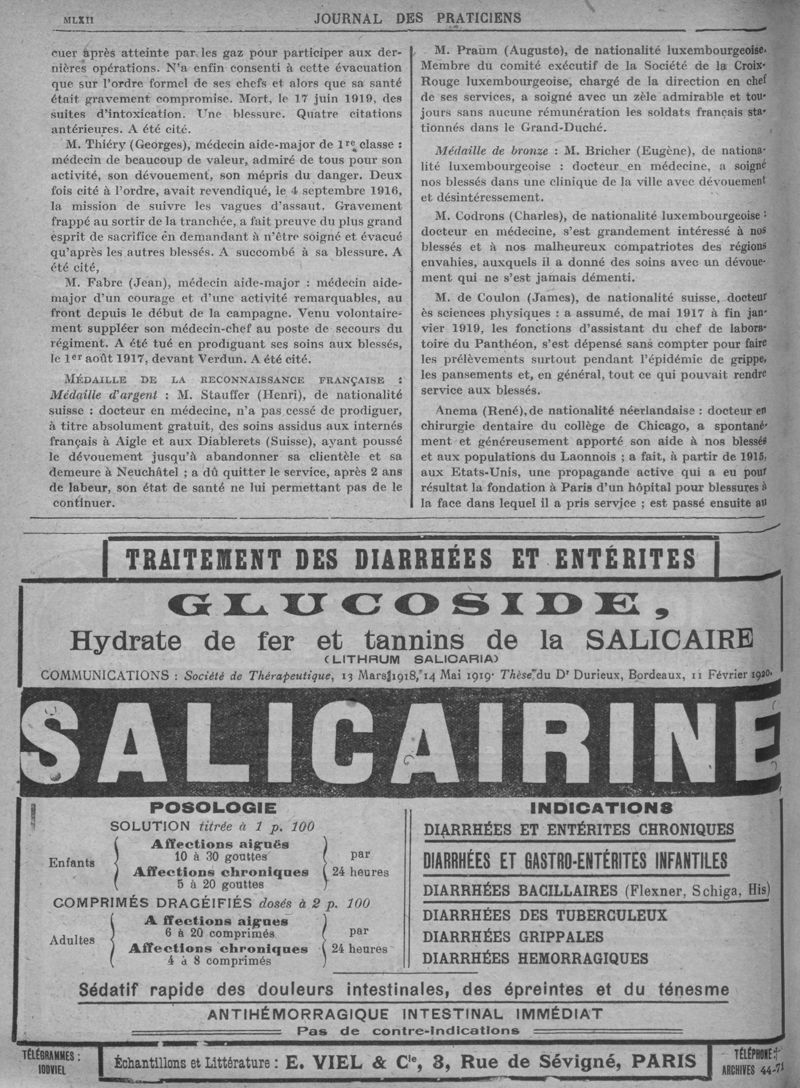 MLXII
JOURNAL DES PRATICIENS
cuer après atteinte par les gaz pour participer aux der-
nières opérations. N'a enfin consenti à cette évacuation
que sur l'ordre formel de ses chefs et alors que sa santé
était gravement compromise. Mort, le 17 juin 1919, des
suites d'intoxication. Une blessure. Quatre citations
antérieures. A été cité.
M. Thiéry (Georges), médecin aide-major de 1re classe :
médecin de beaucoup de valeur, admiré de tous pour son
activité, son dévouement, son mépris du danger. Deux
fois cité à l'ordre, avait revendiqué, le 4 septembre 1916,
la mission de suivre les vagues d'assaut. Gravement
frappé au sortir de la tranchée, a fait preuve du plus grand
esprit de sacrifice en demandant à n'être soigné et évacué
qu'après les autres blessés. A succombé à sa blessure. A
été cité,
M. Fabre (Jean), médecin aide-major : médecin aide-
major d'un courage et d'une activité remarquables, au
front depuis le début de la campagne. Venu volontaire-
ment suppléer son médecin-chef au poste de secours du
régiment. A été tué en prodiguant ses soins aux blessés,
le 1er août 1917, devant Verdun. A été cité.
MÉDAILLE DE LA RECONNAISSANCE FRANÇAISE :
Médaille d'argent : M. Stauffer (Henri), de nationalité
suisse : docteur en médecine, n'a pas cessé de prodiguer,
à titre absolument gratuit, des soins assidus aux internés
français à Aigle et aux Diablerets (Suisse), ayant poussé
le dévouement jusqu'à abandonner sa clientèle et sa
demeure à Neuchâtel ; a dû quitter le service, après 2 ans
de labeur, son état de santé ne lui permettant pas de le
continuer.
M. Praum (Auguste), de nationalité luxembourgeoise.
Membre du comité exécutif de la Société de la Croix-
Rouge luxembourgeoise, chargé de la direction en chef
de ses services, a soigné avec un zèle admirable et tou-
jours sans aucune rémunération les soldats français sta-
tionnés dans le Grand-Duché.
Médaille de bronze : M. Bricher (Eugène), de nationa-
lité luxembourgeoise : docteur en médecine, a soigné
nos blessés dans une clinique de la ville avec dévouement
et désintéressement.
M. Codrons (Charles), de nationalité luxembourgeoise :
docteur en médecine, s'est grandement intéressé à nos
blessés et à nos malheureux compatriotes des régions
envahies, auxquels il a donné des soins avec un dévoue-
ment qui ne s'est jamais démenti.
M. de Coulon (James), de nationalité suisse, docteur
ès sciences physiques : a assumé, de mai 1917 à fin jan-
vier 1919, les fonctions d'assistant du chef de labora-
toire du Panthéon, s'est dépensé sans compter pour faire
les prélèvements surtout pendant l'épidémie de grippe,
les pansements et, en général, tout ce qui pouvait rendre
service aux blessés.
Anema (René), de nationalité néerlandaise : docteur en
chirurgie dentaire du collège de Chicago, a spontané-
ment et généreusement apporté son aide à nos blessés
et aux populations du Laonnois ; a fait, à partir de 1915,
aux Etats-Unis, une propagande active qui a eu pour
résultat la fondation à Paris d'un hôpital pour blessures à
la face dans lequel il a pris service ; est passé ensuite au
TRAITEMENT DES DIARRHÉES ET ENTÉRITES
GLUCOSIDE,
Hydrate de fer et tannins de la SALICAIRE
(LITHRUM SALICARIA)
COMMUNICATIONS : Société de Thérapeutique, 13 Mars 1918, 14 Mai 1919. Thèse du Dr Durieux, Bordeaux, 11 Février 1920.
SALICAIRINE
POSOLOGIE
SOLUTION titrée à 1 p. 100
Enfants
Affections aiguës
10 à 30 gouttes
Affections chroniques
5 à 20 gouttes
par
24 heures
COMPRIMÉS DRAGÉIFIÉS dosés à 2 p. 100
Adultes
Affections aigues
6 à 20 comprimés
Affections chroniques
4 à 8 comprimés
par
24 heures
INDICATIONS
DIARRHÉES ET ENTÉRITES CHRONIQUES
DIARRHÉES ET GASTRO-ENTÉRITES INFANTILES
DIARRHÉES BACILLAIRES (Flexner, Schiga, His)
DIARRHÉES DES TUBERCULEUX
DIARRHÉES GRIPPALES
DIARRHÉES HEMORRAGIQUES
Sédatif rapide des douleurs intestinales, des épreintes et du ténesme
ANTIHÉMORRAGIQUE INTESTINAL IMMÉDIAT
Pas de contre-indications
TÉLÉGRAMMES :
IODVIEL
Échantillons et Littérature : E. VIEL & Cie, 3, Rue de Sévigné, PARIS
TÉLÉPHONE :
ARCHIVES 44-71